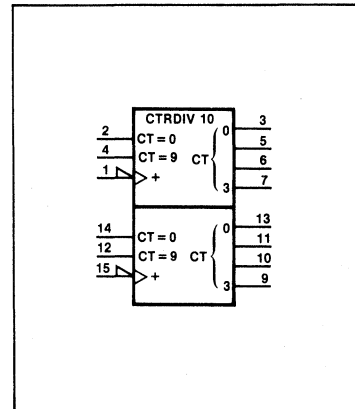 CTRDIV 10
2 CT = 0 0 3
5
4 CT = 9 CT 6
1 + 3 7
14 CT = 0 0 13
11
12 CT = 9 CT 10
15 + 3 9